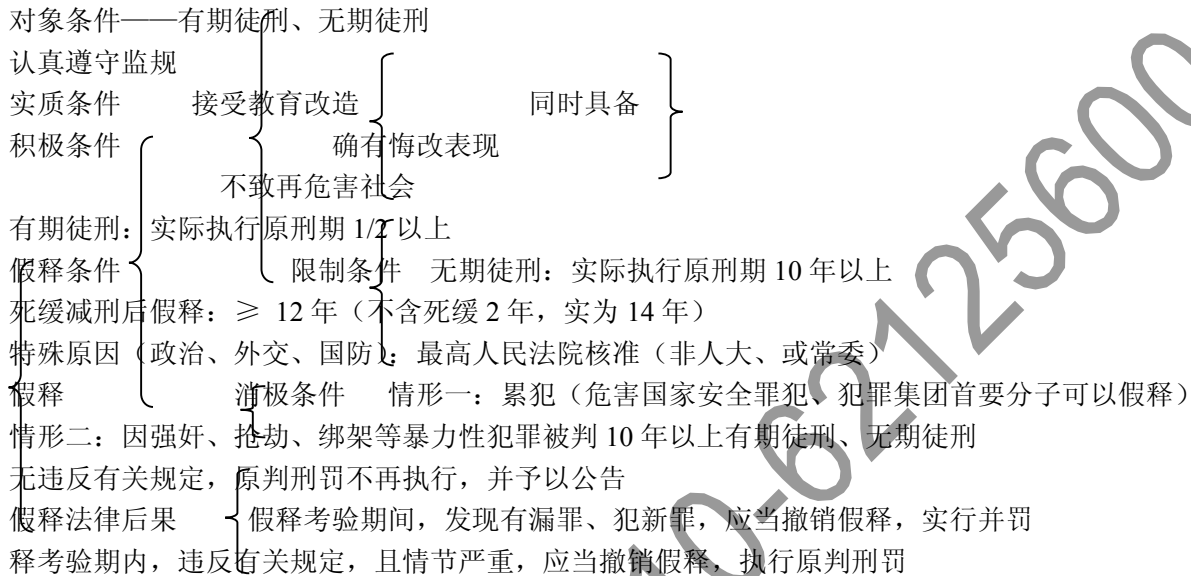 对象条件——有期徒刑、无期徒刑
认真遵守监规
实质条件 接受教育改造 同时具备
积极条件 确有悔改表现
不致再危害社会
有期徒刑：实际执行原刑期 1/2 以上
假释条件 限制条件 无期徒刑：实际执行原刑期 10 年以上
死缓减刑后假释：≥ 12 年（不含死缓 2 年，实为 14 年）
特殊原因（政治、外交、国防）：最高人民法院核准（非人大、或常委）
假释 消极条件 情形一：累犯（危害国家安全罪犯、犯罪集团首要分子可以假释）
情形二：因强奸、抢劫、绑架等暴力性犯罪被判 10 年以上有期徒刑、无期徒刑
无违反有关规定，原判刑罚不再执行，并予以公告
假释法律后果 假释考验期间，发现有漏罪、犯新罪，应当撤销假释，实行并罚
释考验期内，违反有关规定，且情节严重，应当撤销假释，执行原判刑罚
10-62125600